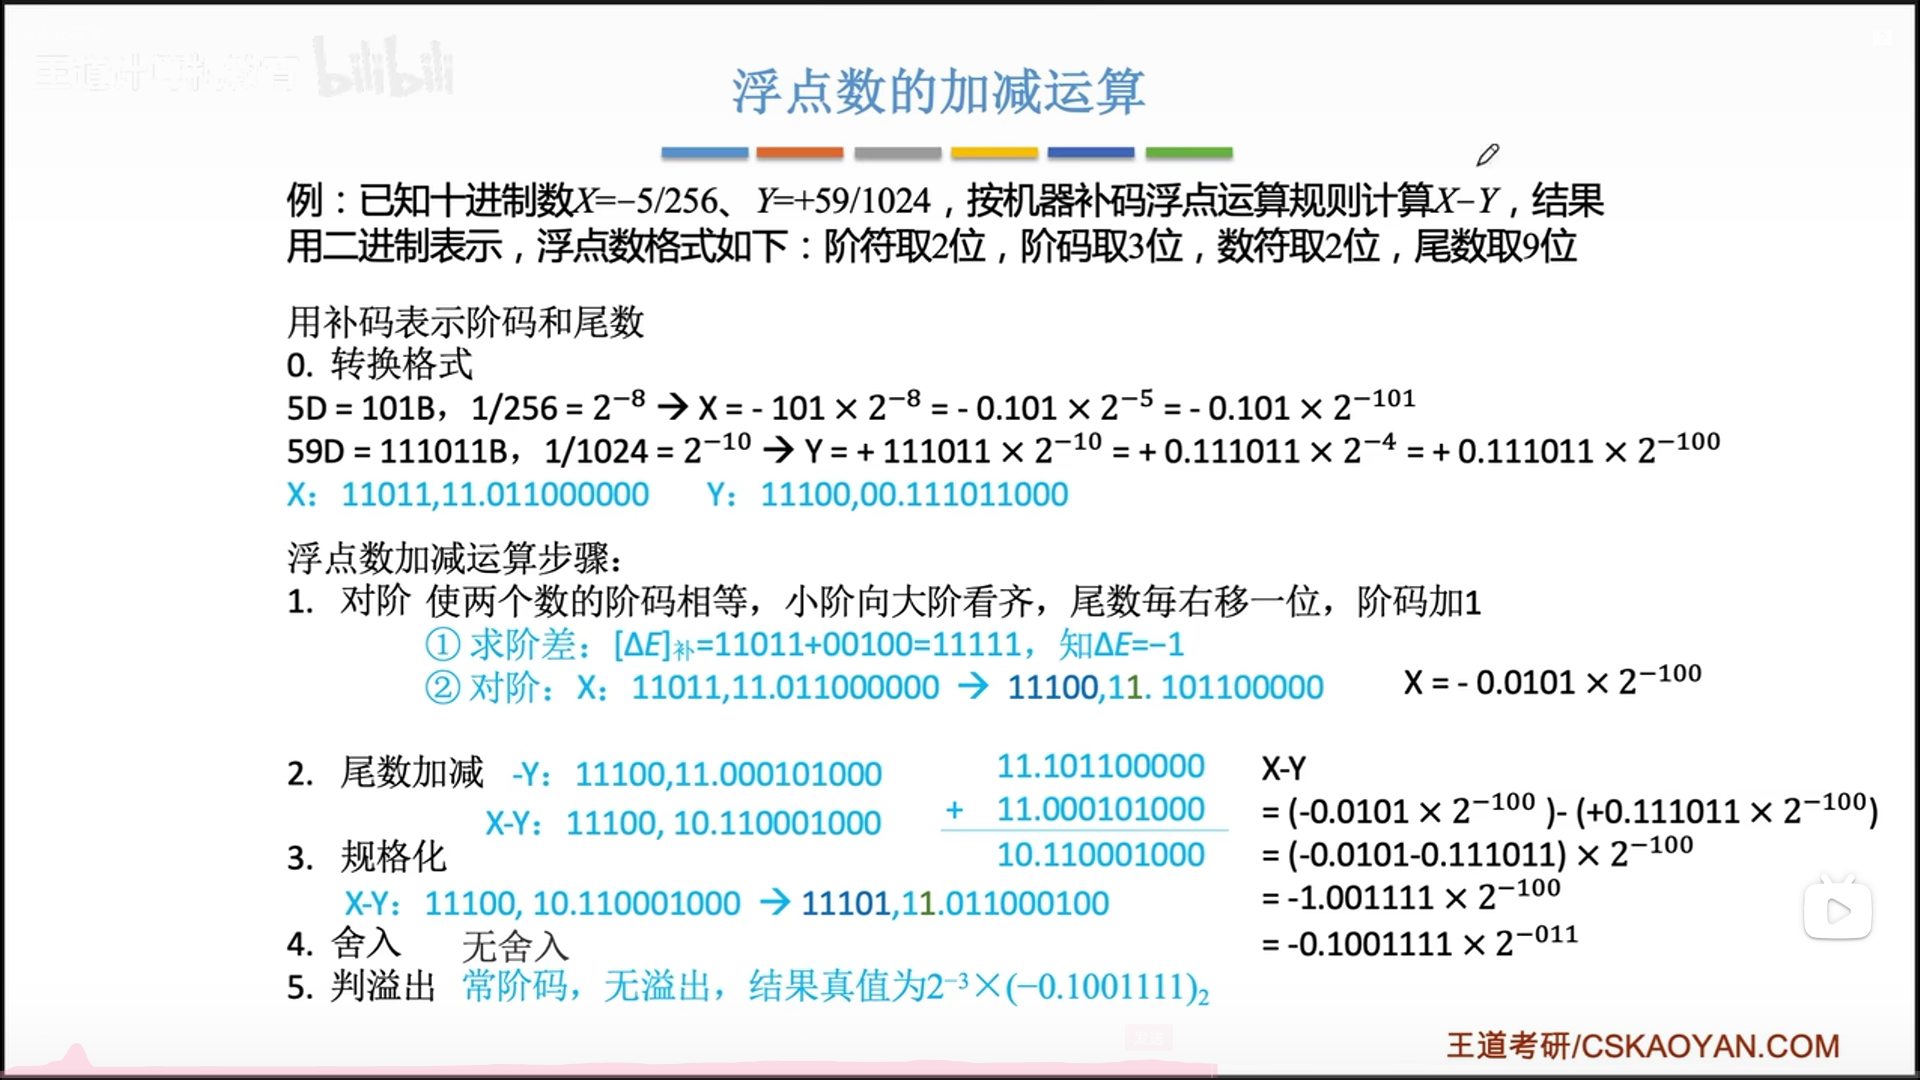 bilibili
浮点数的加减运算
例：已知十进制数X=−5/256、Y=+59/1024，按机器补码浮点运算规则计算X−Y，结果
用二进制表示，浮点数格式如下：阶符取2位，阶码取3位，数符取2位，尾数取9位
用补码表示阶码和尾数
0. 转换格式
5D = 101B，1/256 = 2⁻⁸ → X = - 101 × 2⁻⁸ = - 0.101 × 2⁻⁵ = - 0.101 × 2⁻¹⁰¹
59D = 111011B，1/1024 = 2⁻¹⁰ → Y = + 111011 × 2⁻¹⁰ = + 0.111011 × 2⁻⁴ = + 0.111011 × 2⁻¹⁰⁰
X：11011,11.011000000 Y：11100,00.111011000
浮点数加减运算步骤：
1. 对阶 使两个数的阶码相等，小阶向大阶看齐，尾数每右移一位，阶码加1
① 求阶差：[ΔE]补=11011+00100=11111，知ΔE=−1
② 对阶：X：11011,11.011000000 → 11100,11. 101100000 X = - 0.0101 × 2⁻¹⁰⁰
2. 尾数加减 -Y：11100,11.000101000
X-Y：11100, 10.110001000
11.101100000
+ 11.000101000
10.110001000
X-Y
= (-0.0101 × 2⁻¹⁰⁰ )- (+0.111011 × 2⁻¹⁰⁰)
= (-0.0101-0.111011) × 2⁻¹⁰⁰
= -1.001111 × 2⁻¹⁰⁰
= -0.1001111 × 2⁻⁰¹¹
3. 规格化
X-Y：11100, 10.110001000 → 11101,11.011000100
4. 舍入 无舍入
5. 判溢出 常阶码，无溢出，结果真值为2⁻³×(−0.1001111)₂
王道考研/CSKAOYAN.COM